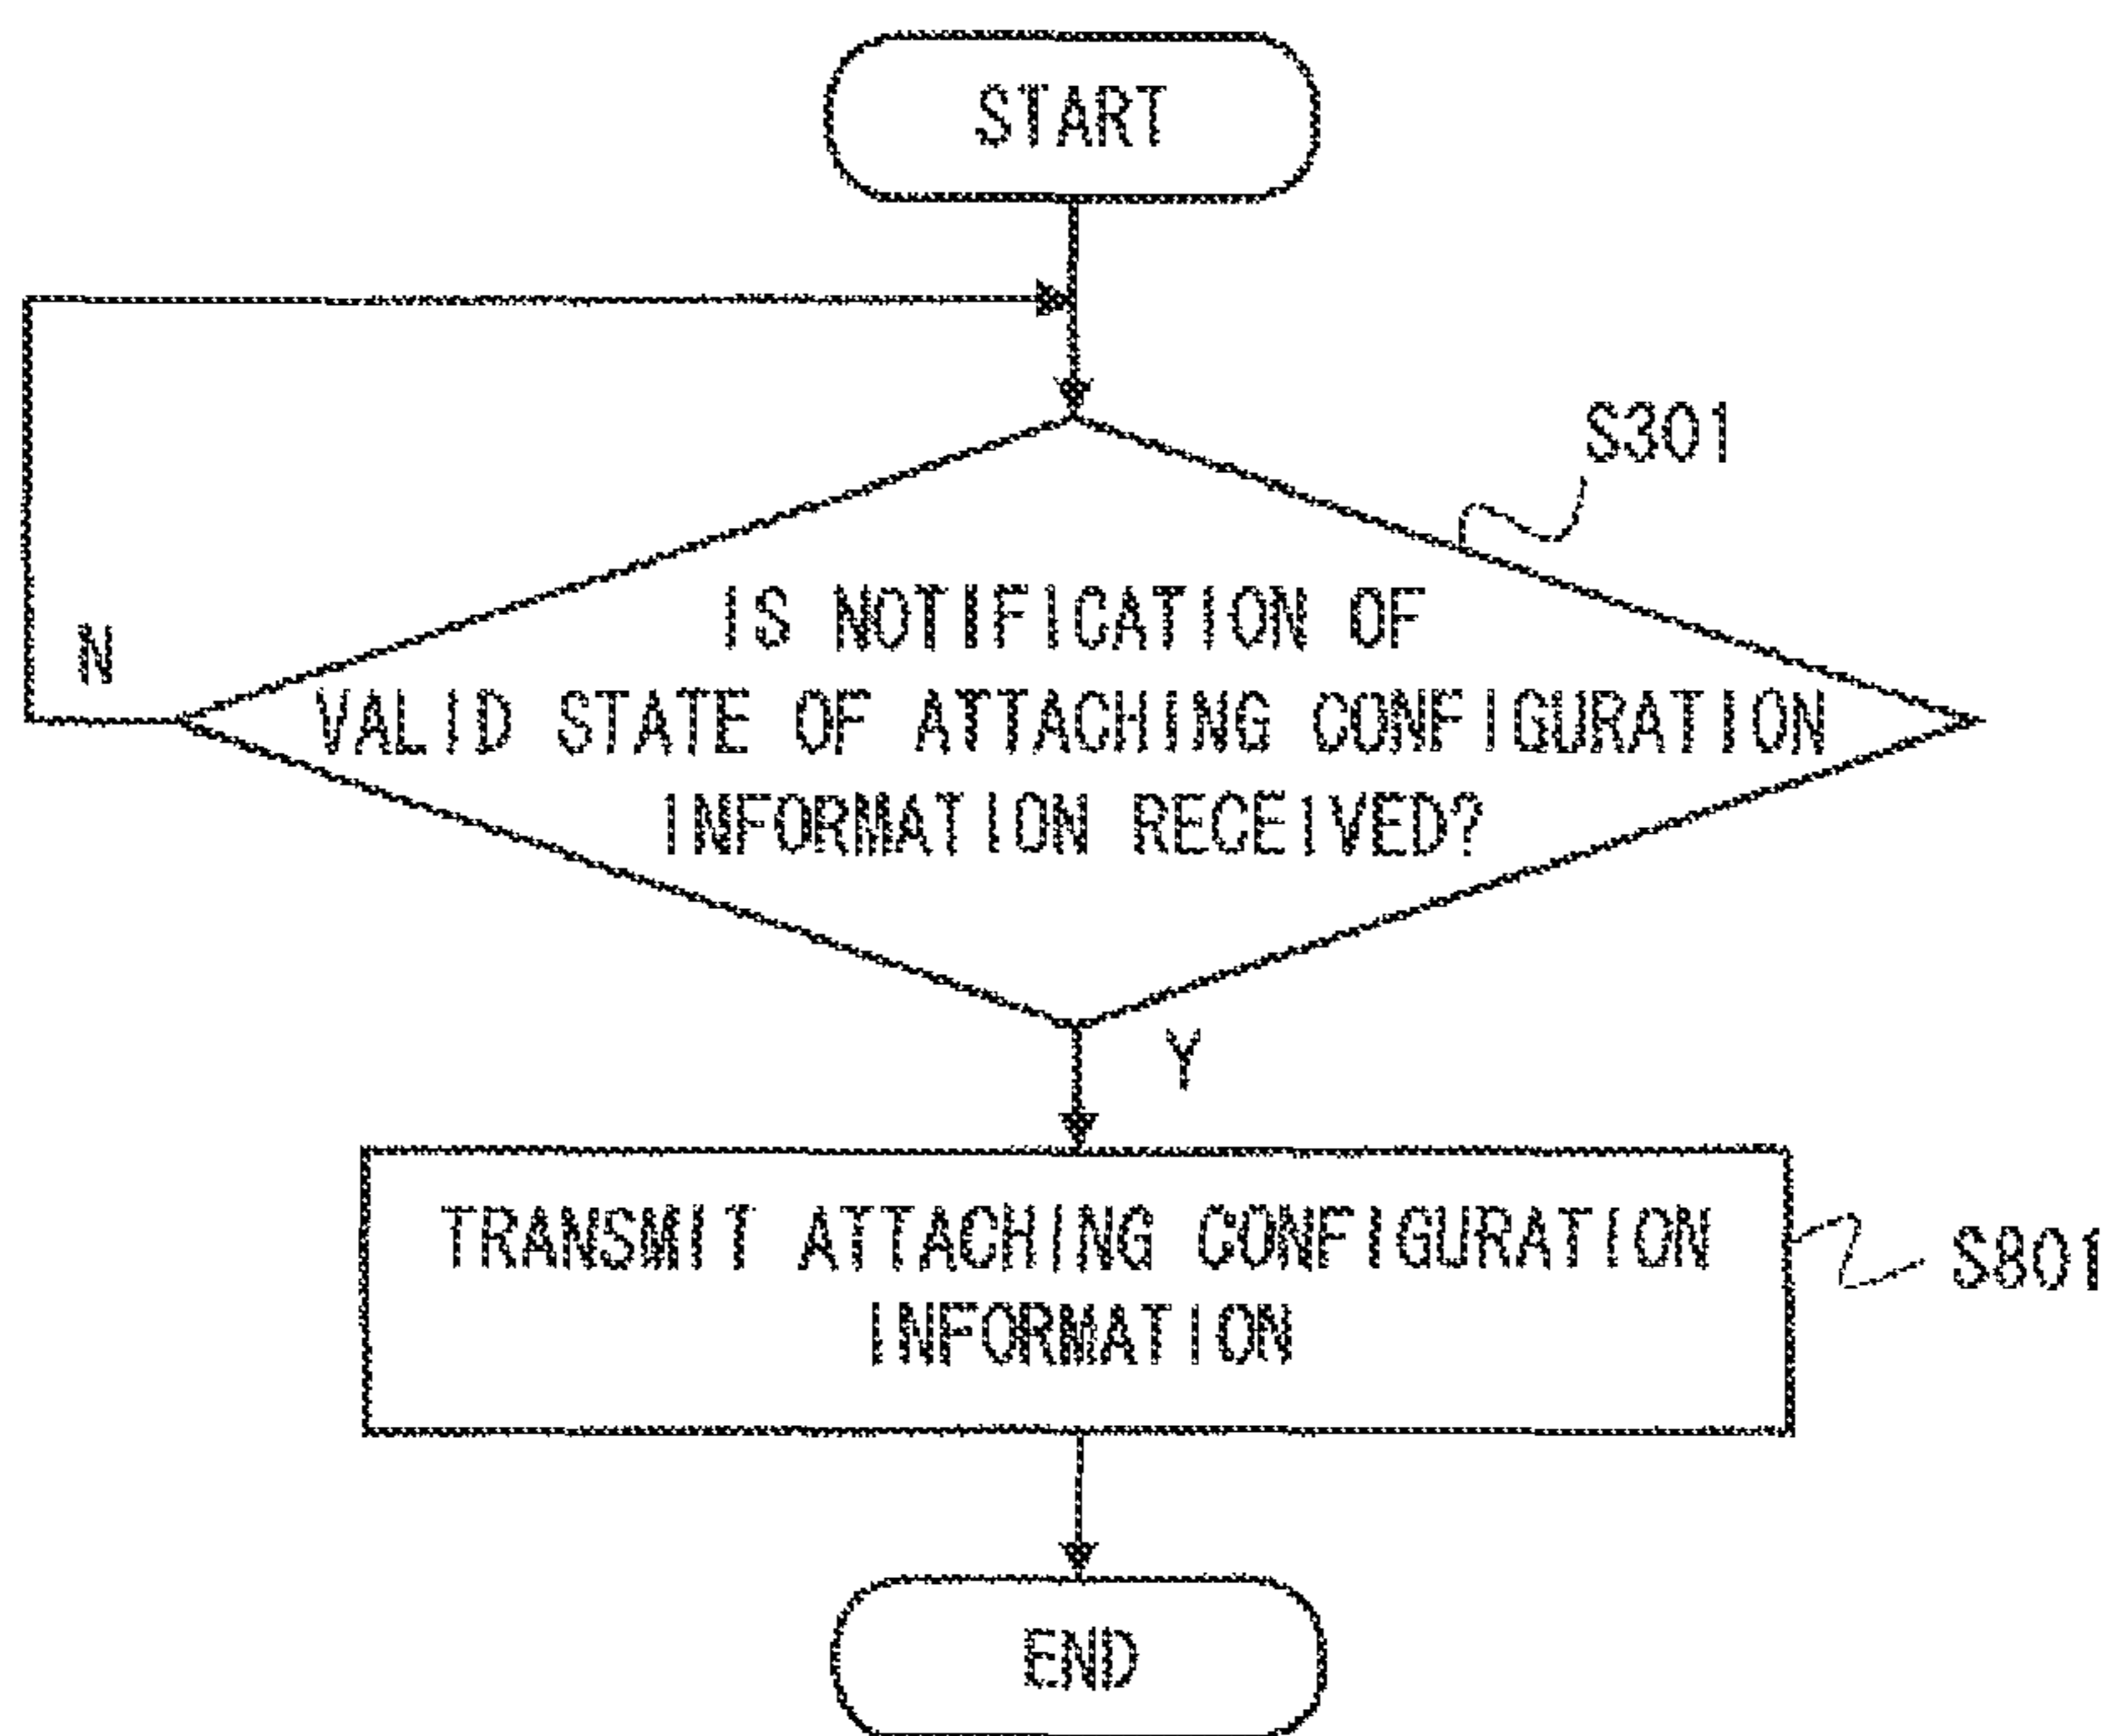 START
S301
IS NOTIFICATION OF
N
VALID STATE OF ATTACHING CONFIGURATION
INFORMATION RECEIVED?
Y
TRANSMIT ATTACHING CONFIGURATION
INFORMATION
S801
END